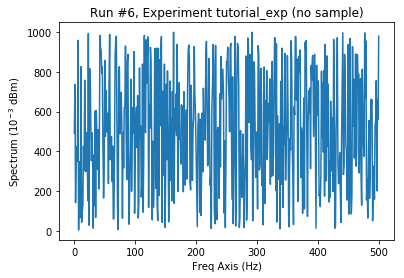 Run #6, Experiment tutorial_exp (no sample)
1000
800
600
400
200
0
Spectrum (10⁻³ dBm)
0 100 200 300 400 500
Freq Axis (Hz)